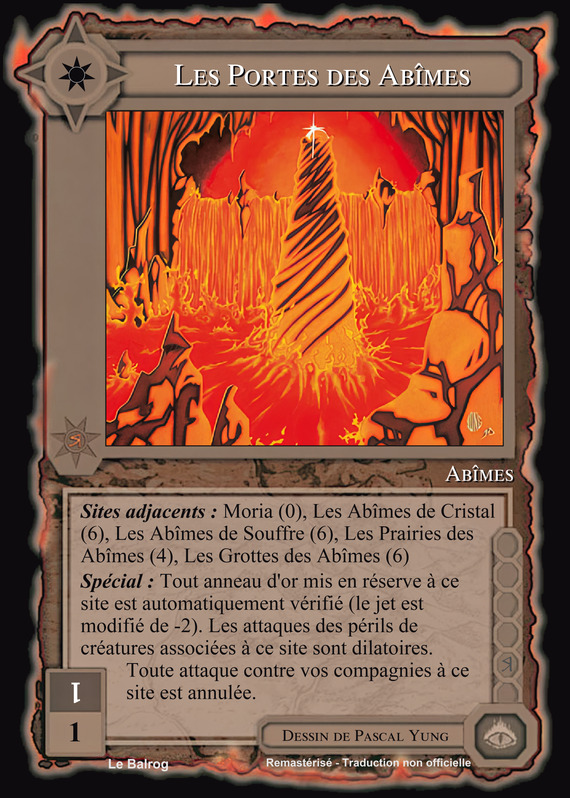 Les Portes des Abîmes
Abîmes
Sites adjacents : Moria (0), Les Abîmes de Cristal
(6), Les Abîmes de Souffre (6), Les Prairies des
Abîmes (4), Les Grottes des Abîmes (6)
Spécial : Tout anneau d'or mis en réserve à ce
site est automatiquement vérifié (le jet est
modifié de -2). Les attaques des périls de
créatures associées à ce site sont dilatoires.
Toute attaque contre vos compagnies à ce
site est annulée.
1
1
Dessin de Pascal Yung
Le Balrog
Remastérisé - Traduction non officielle